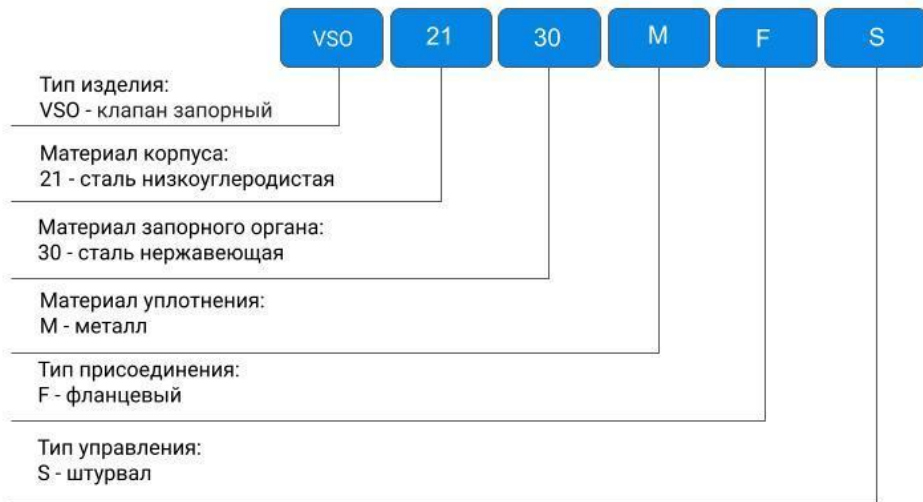 VSO 21 30 M F S
Тип изделия:
VSO - клапан запорный
Материал корпуса:
21 - сталь низкоуглеродистая
Материал запорного органа:
30 - сталь нержавеющая
Материал уплотнения:
М - металл
Тип присоединения:
F - фланцевый
Тип управления:
S - штурвал